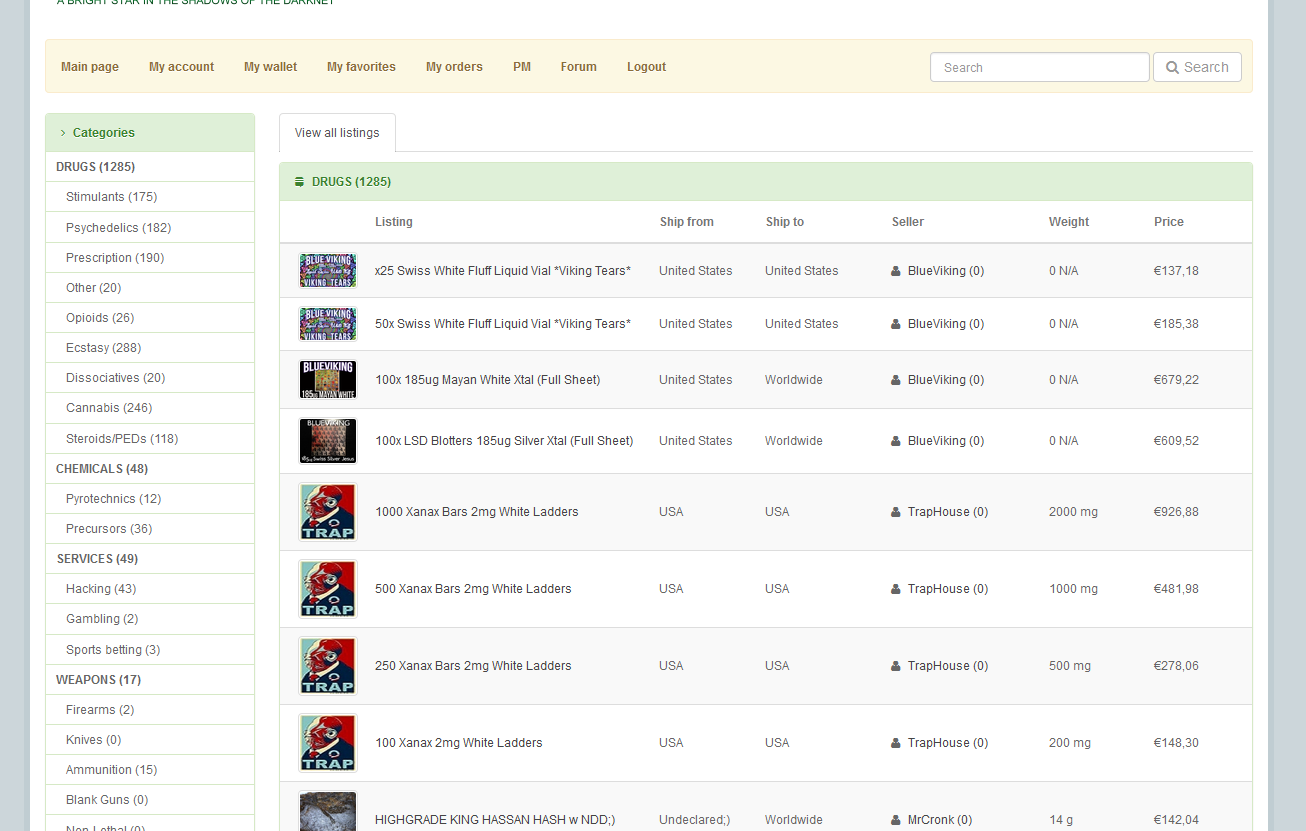 A BRIGHT STAR IN THE SHADOWS OF THE DARKNET
Main page My account My wallet My favorites My orders PM Forum Logout Search Search
Categories
DRUGS (1285)
Stimulants (175)
Psychedelics (182)
Prescription (190)
Other (20)
Opioids (26)
Ecstasy (288)
Dissociatives (20)
Cannabis (246)
Steroids/PEDs (118)
CHEMICALS (48)
Pyrotechnics (12)
Precursors (36)
SERVICES (49)
Hacking (43)
Gambling (2)
Sports betting (3)
WEAPONS (17)
Firearms (2)
Knives (0)
Ammunition (15)
Blank Guns (0)
Non-Lethal (0)
View all listings
DRUGS (1285)
Listing Ship from Ship to Seller Weight Price
BLUE VIKING
VIKING TEARS
x25 Swiss White Fluff Liquid Vial *Viking Tears* United States United States BlueViking (0) 0 N/A €137,18
BLUE VIKING
VIKING TEARS
50x Swiss White Fluff Liquid Vial *Viking Tears* United States United States BlueViking (0) 0 N/A €185,38
BLUEVIKING
185ug MAYAN WHITE
100x 185ug Mayan White Xtal (Full Sheet) United States Worldwide BlueViking (0) 0 N/A €679,22
BLUEVIKING
Swiss Silver Jesus
100x LSD Blotters 185ug Silver Xtal (Full Sheet) United States Worldwide BlueViking (0) 0 N/A €609,52
TRAP
1000 Xanax Bars 2mg White Ladders USA USA TrapHouse (0) 2000 mg €926,88
TRAP
500 Xanax Bars 2mg White Ladders USA USA TrapHouse (0) 1000 mg €481,98
TRAP
250 Xanax Bars 2mg White Ladders USA USA TrapHouse (0) 500 mg €278,06
TRAP
100 Xanax 2mg White Ladders USA USA TrapHouse (0) 200 mg €148,30
HIGHGRADE KING HASSAN HASH w NDD;) Undeclared;) Worldwide MrCronk (0) 14 g €142,04